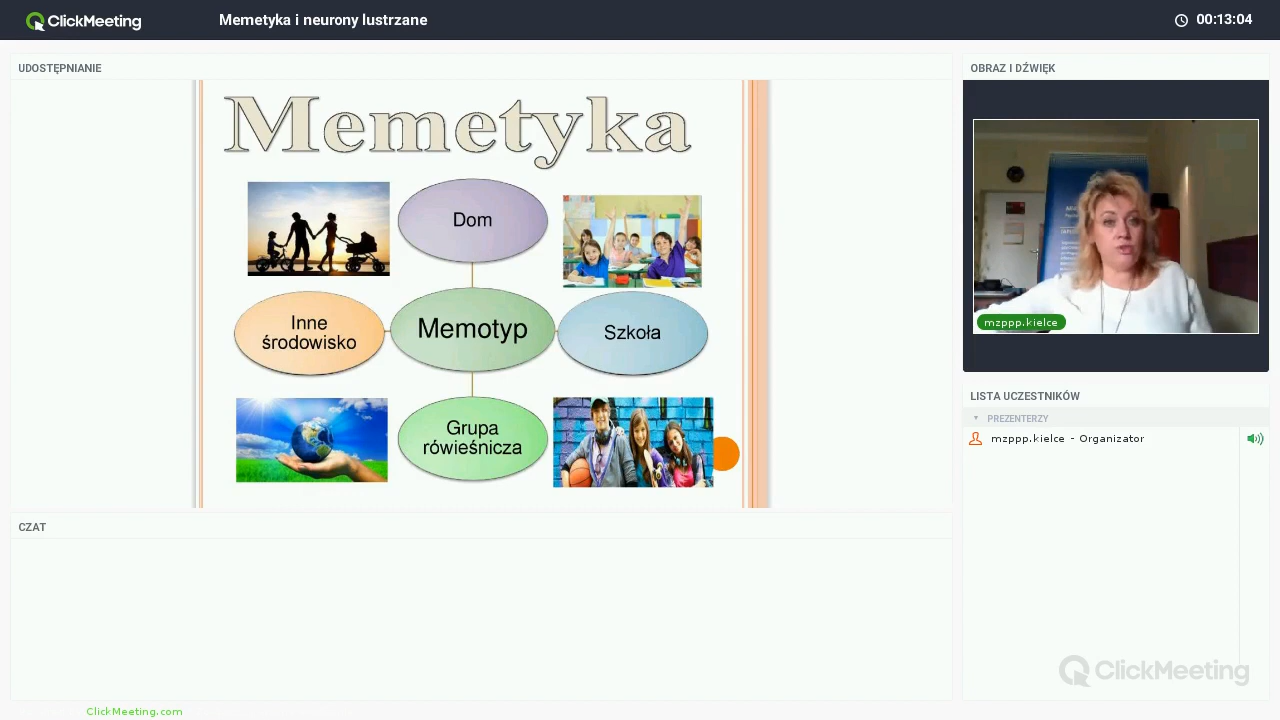 ClickMeeting
Memetyka i neurony lustrzane
00:13:04
UDOSTĘPNIANIE
Memetyka
Dom
Inne
środowisko
Memotyp
Szkoła
Grupa
rówieśnicza
CZAT
OBRAZ I DŹWIĘK
mzppp.kielce
LISTA UCZESTNIKÓW
PREZENTERZY
mzppp.kielce - Organizator
ClickMeeting
ClickMeeting.com